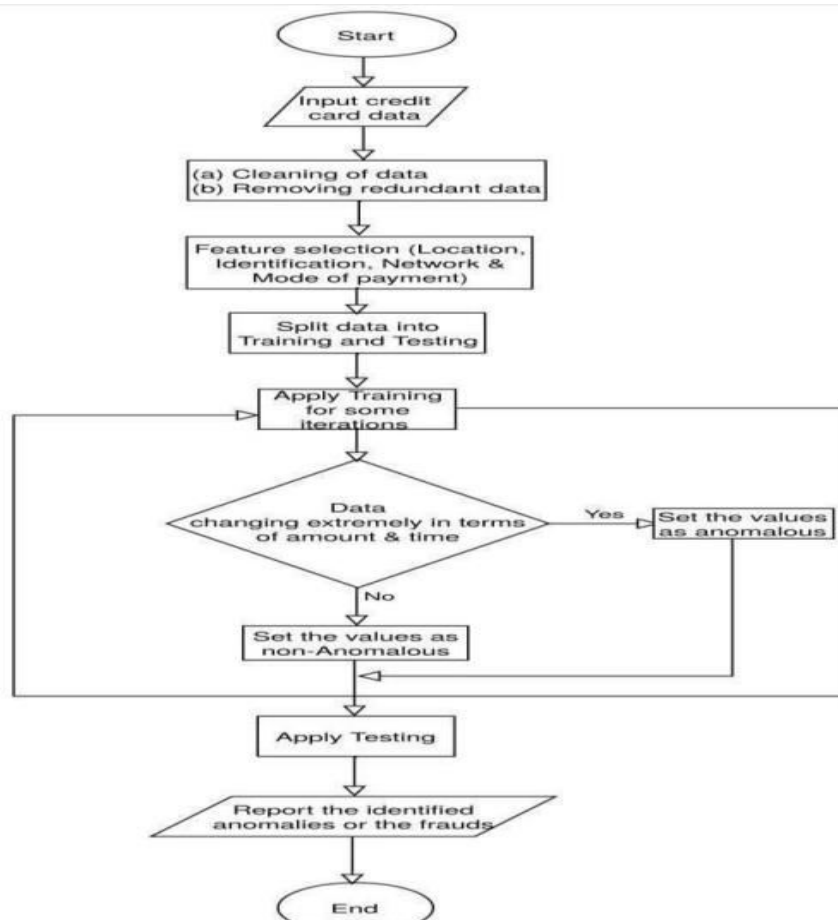 Start
Input credit
card data
(a) Cleaning of data
(b) Removing redundant data
Feature selection (Location,
Identification, Network &
Mode of payment)
Split data into
Training and Testing
Apply Training
for some
iterations
Data
changing extremely in terms
of amount & time
Yes
Set the values
as anomalous
No
Set the values as
non-Anomalous
Apply Testing
Report the identified
anomalies or the frauds
End